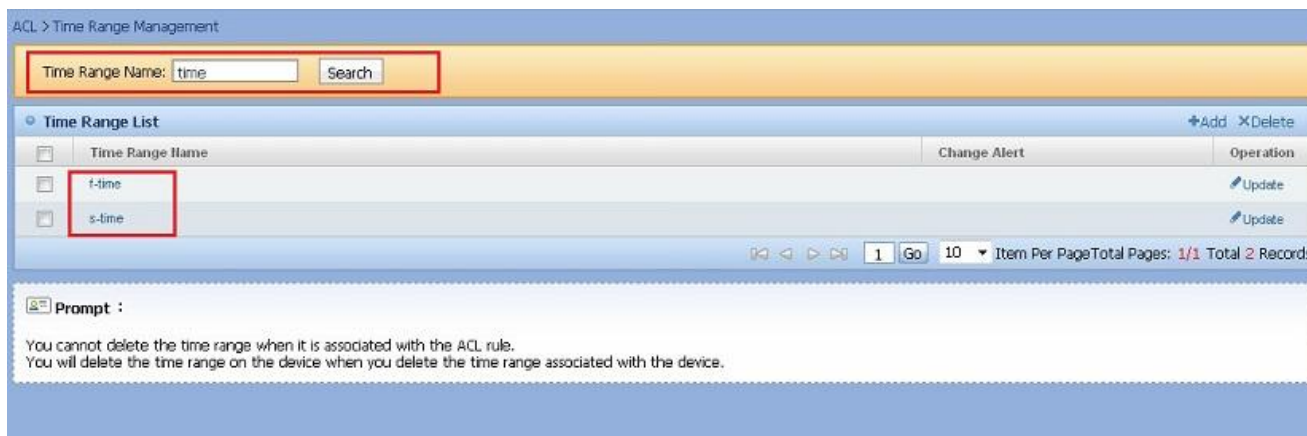 ACL > Time Range Management
Time Range Name: time Search
Time Range List +Add ✕Delete
Time Range Name Change Alert Operation
f-time Update
s-time Update
1 Go 10 Item Per PageTotal Pages: 1/1 Total 2 Records
Prompt :
You cannot delete the time range when it is associated with the ACL rule.
You will delete the time range on the device when you delete the time range associated with the device.